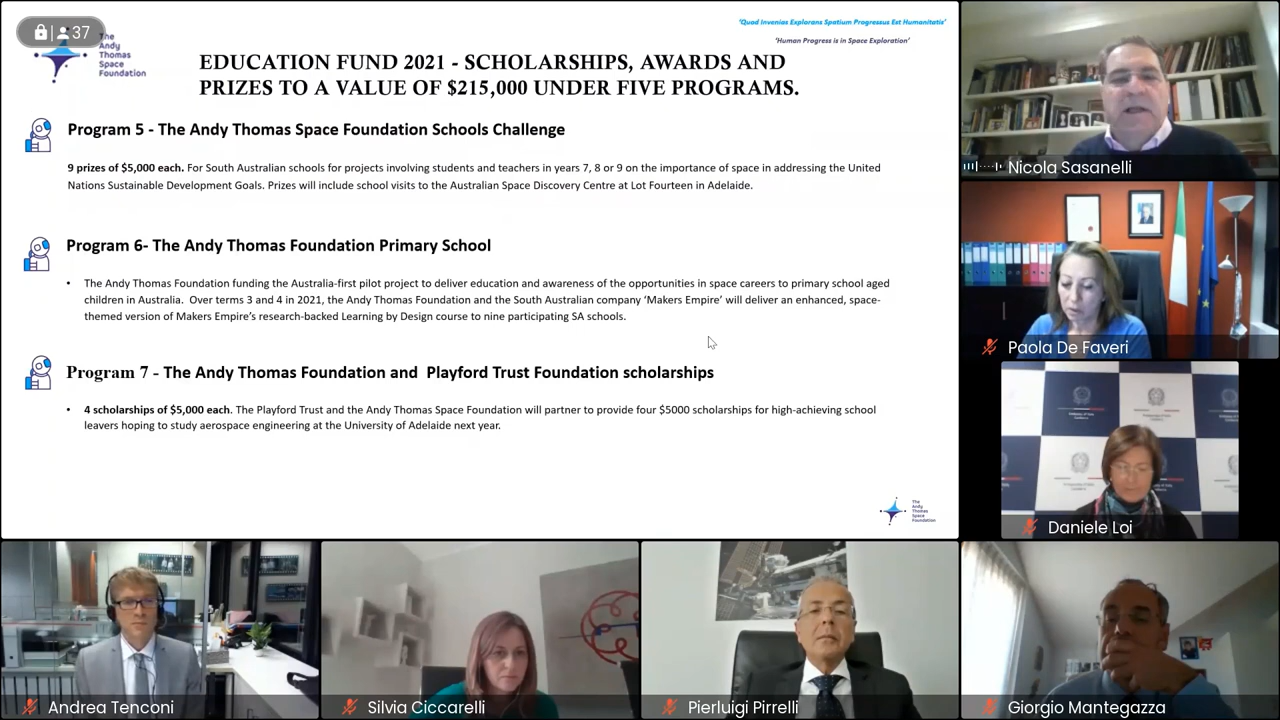 37
The
Andy
Thomas
Space
Foundation
'Quod Invenias Explorans Spatium Progressus Est Humanitatis'
'Human Progress is in Space Exploration'
EDUCATION FUND 2021 - SCHOLARSHIPS, AWARDS AND
PRIZES TO A VALUE OF $215,000 UNDER FIVE PROGRAMS.
Program 5 - The Andy Thomas Space Foundation Schools Challenge
9 prizes of $5,000 each. For South Australian schools for projects involving students and teachers in years 7, 8 or 9 on the importance of space in addressing the United
Nations Sustainable Development Goals. Prizes will include school visits to the Australian Space Discovery Centre at Lot Fourteen in Adelaide.
Program 6- The Andy Thomas Foundation Primary School
• The Andy Thomas Foundation funding the Australia-first pilot project to deliver education and awareness of the opportunities in space careers to primary school aged
children in Australia. Over terms 3 and 4 in 2021, the Andy Thomas Foundation and the South Australian company 'Makers Empire' will deliver an enhanced, space-
themed version of Makers Empire's research-backed Learning by Design course to nine participating SA schools.
Program 7 - The Andy Thomas Foundation and Playford Trust Foundation scholarships
• 4 scholarships of $5,000 each. The Playford Trust and the Andy Thomas Space Foundation will partner to provide four $5000 scholarships for high-achieving school
leavers hoping to study aerospace engineering at the University of Adelaide next year.
The
Andy
Thomas
Space
Foundation
Nicola Sasanelli
Paola De Faveri
Daniele Loi
Andrea Tenconi
Silvia Ciccarelli
Pierluigi Pirrelli
Giorgio Mantegazza